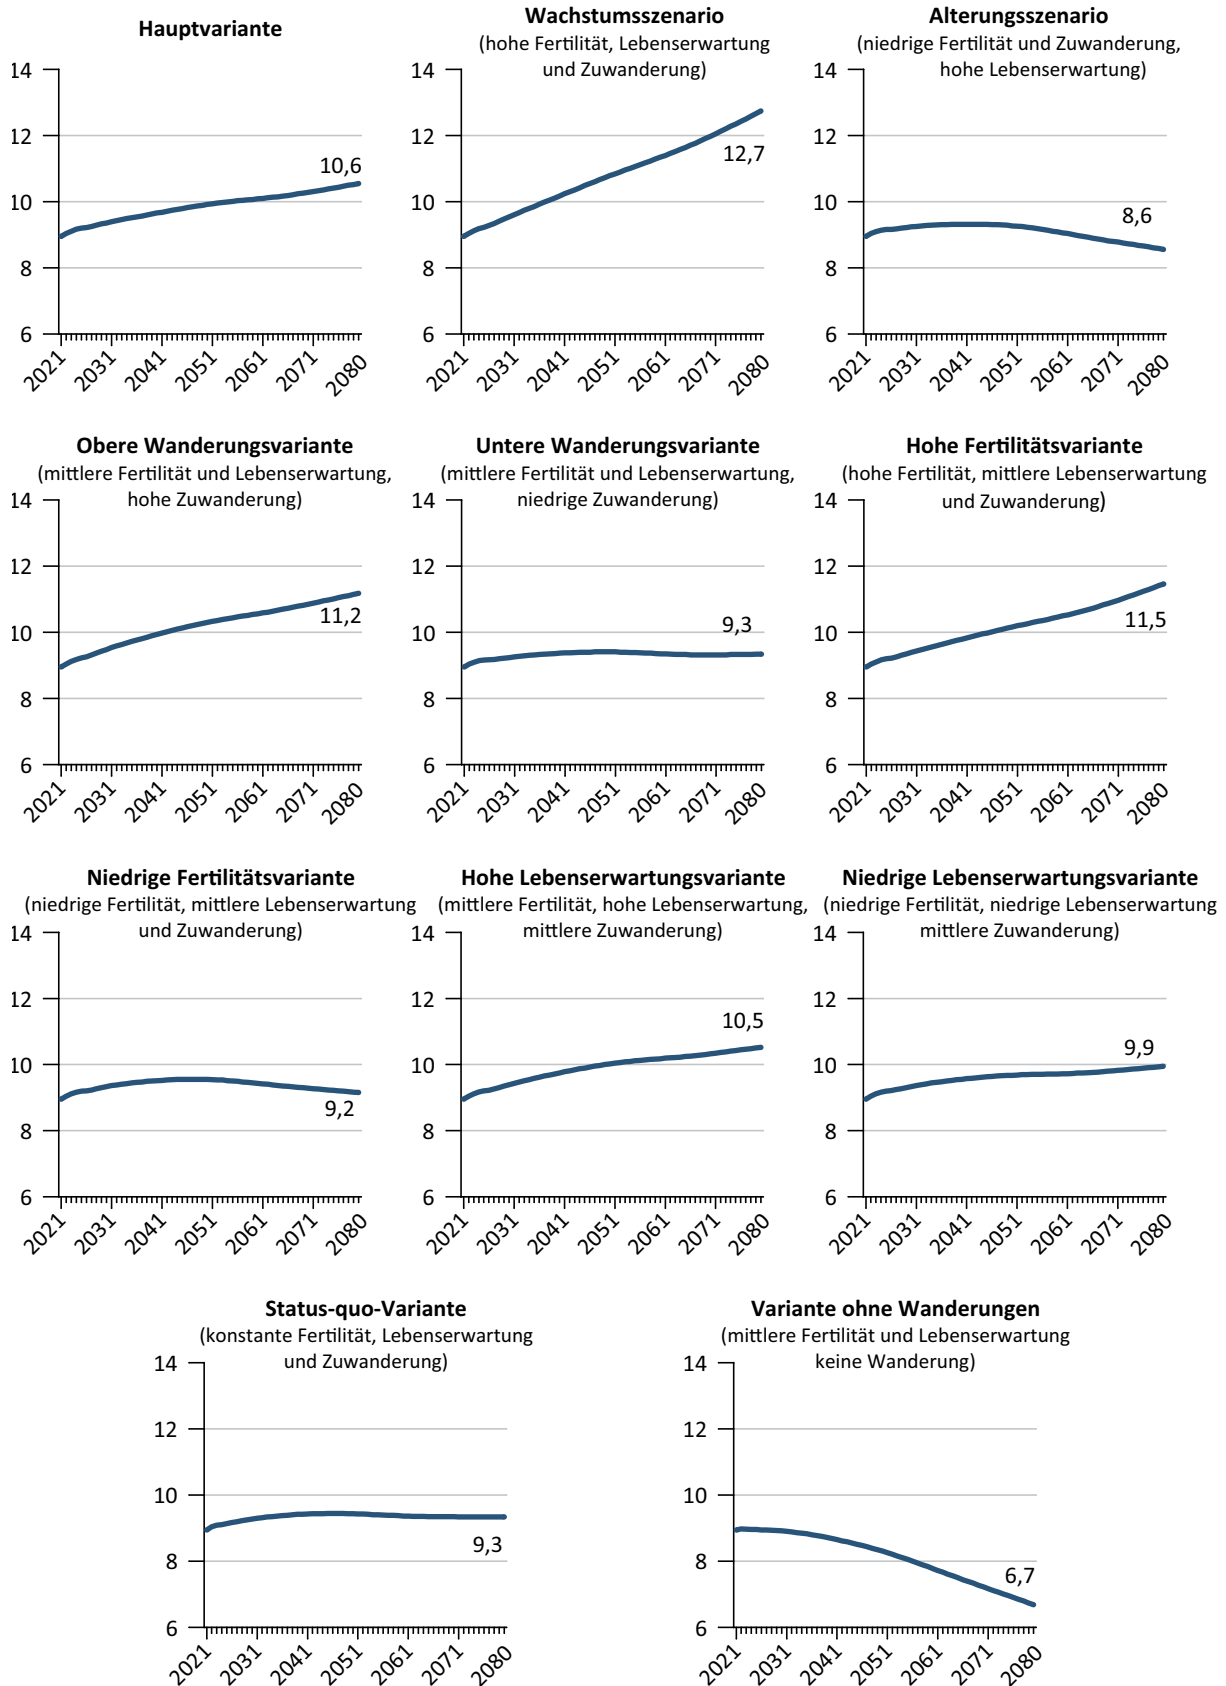 Hauptvariante
14
12
10
8
6
10,6
2021 2031 2041 2051 2061 2071 2080
Wachstumsszenario
(hohe Fertilität, Lebenserwartung
und Zuwanderung)
14
12
10
8
6
12,7
2021 2031 2041 2051 2061 2071 2080
Alterungsszenario
(niedrige Fertilität und Zuwanderung,
hohe Lebenserwartung)
14
12
10
8
6
8,6
2021 2031 2041 2051 2061 2071 2080
Obere Wanderungsvariante
(mittlere Fertilität und Lebenserwartung,
hohe Zuwanderung)
14
12
10
8
6
11,2
2021 2031 2041 2051 2061 2071 2080
Untere Wanderungsvariante
(mittlere Fertilität und Lebenserwartung,
niedrige Zuwanderung)
14
12
10
8
6
9,3
2021 2031 2041 2051 2061 2071 2080
Hohe Fertilitätsvariante
(hohe Fertilität, mittlere Lebenserwartung
und Zuwanderung)
14
12
10
8
6
11,5
2021 2031 2041 2051 2061 2071 2080
Niedrige Fertilitätsvariante
(niedrige Fertilität, mittlere Lebenserwartung
und Zuwanderung)
14
12
10
8
6
9,2
2021 2031 2041 2051 2061 2071 2080
Hohe Lebenserwartungsvariante
(mittlere Fertilität, hohe Lebenserwartung,
mittlere Zuwanderung)
14
12
10
8
6
10,5
2021 2031 2041 2051 2061 2071 2080
Niedrige Lebenserwartungsvariante
(niedrige Fertilität, niedrige Lebenserwartung
mittlere Zuwanderung)
14
12
10
8
6
9,9
2021 2031 2041 2051 2061 2071 2080
Status-quo-Variante
(konstante Fertilität, Lebenserwartung
und Zuwanderung)
14
12
10
8
6
9,3
2021 2031 2041 2051 2061 2071 2080
Variante ohne Wanderungen
(mittlere Fertilität und Lebenserwartung
keine Wanderung)
14
12
10
8
6
6,7
2021 2031 2041 2051 2061 2071 2080